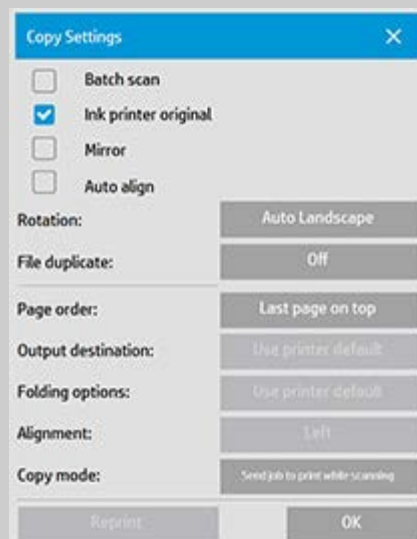 Copy Settings
Batch scan
Ink printer original
Mirror
Auto align
Rotation: Auto Landscape
File duplicate: Off
Page order: Last page on top
Output destination: Use printer default
Folding options: Use printer default
Alignment: Left
Copy mode: Send job to print while scanning
Reprint OK